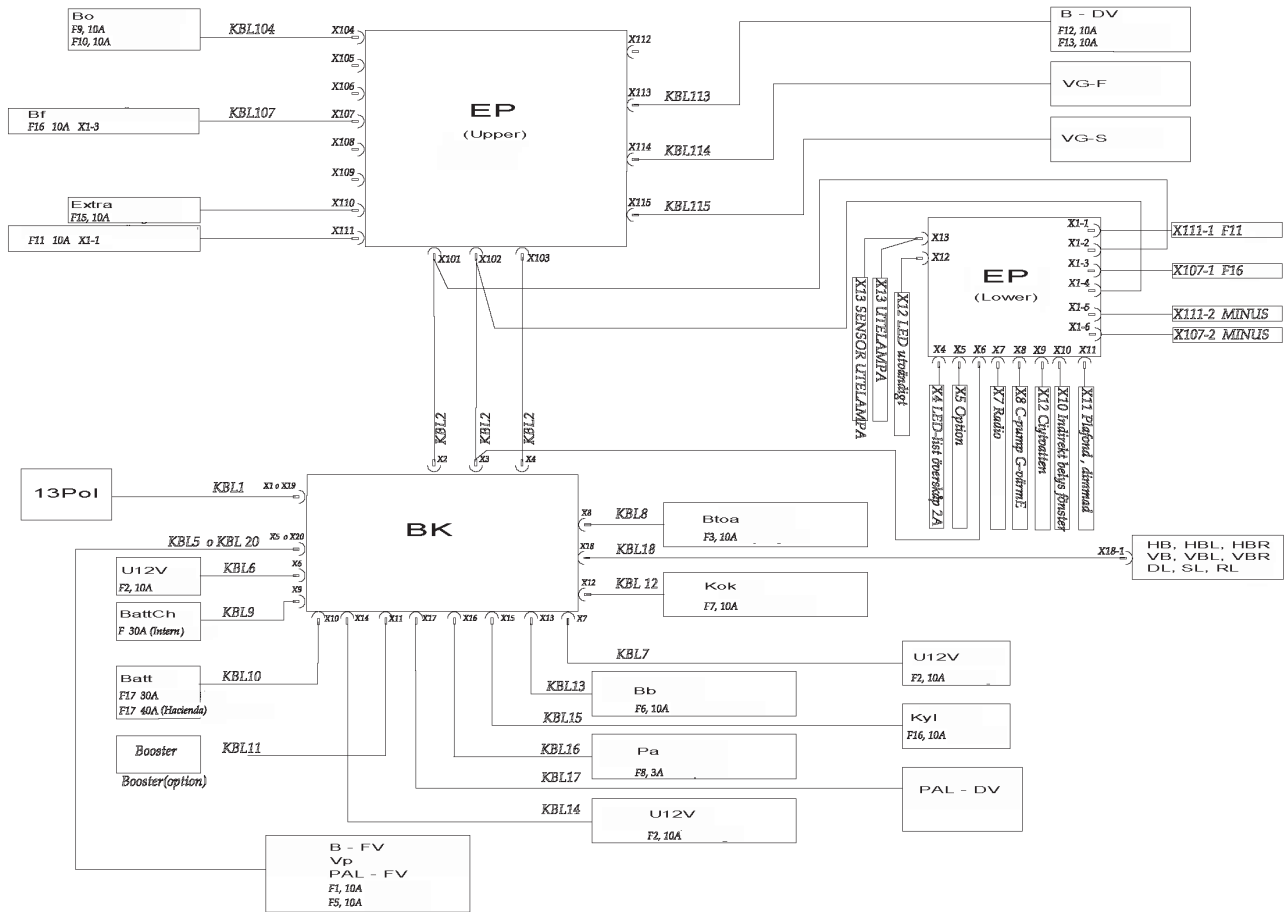 Bo
F9, 10A
F10, 10A
KBL104
X104
X105
X106
Bf
F16 10A X1-3
KBL107
X107
X108
X109
Extra
F15, 10A
X110
F11 10A X1-1
X111
EP
(Upper)
X112
X113
KBL113
X114
KBL114
X115
KBL115
X101
X102
X103
B - DV
F12, 10A
F13, 10A
VG-F
VG-S
X13
X12
EP
(Lower)
X1-1
X1-2
X1-3
X1-4
X1-5
X1-6
X111-1 F11
X107-1 F16
X111-2 MINUS
X107-2 MINUS
X4
X5
X6
X7
X8
X9
X10
X11
X13 SENSOR UTELAMPA
X13 UTELAMPA
X12 LED utvändigt
X4 LED-list överskåp 2A
X5 Option
X7 Radio
X8 C-pump G-värmE
X12 Ciytvatten
X10 Indirekt belys fönster
X11 Plafond , dimmad
KBL2
KBL2
KBL2
X2
X3
X4
13Pol
KBL1
X1 o X19
BK
KBL5 o KBL 20
X5 o X20
U12V
F2, 10A
KBL6
X6
BattCh
F 30A (Intern)
KBL9
X9
X8
KBL8
Btoa
F3, 10A
X18
KBL18
X18-1
HB, HBL, HBR
VB, VBL, VBR
DL, SL, RL
X12
KBL 12
Kok
F7, 10A
X10
X14
X11
X17
X16
X15
X13
X7
Batt
F17 30A
F17 40A (Hacienda)
KBL10
Booster
Booster(option)
KBL11
KBL7
U12V
F2, 10A
KBL13
Bb
F6, 10A
KBL15
Kyl
F16, 10A
KBL16
Pa
F8, 3A
KBL17
PAL - DV
KBL14
U12V
F2, 10A
B - FV
Vp
PAL - FV
F1, 10A
F5, 10A